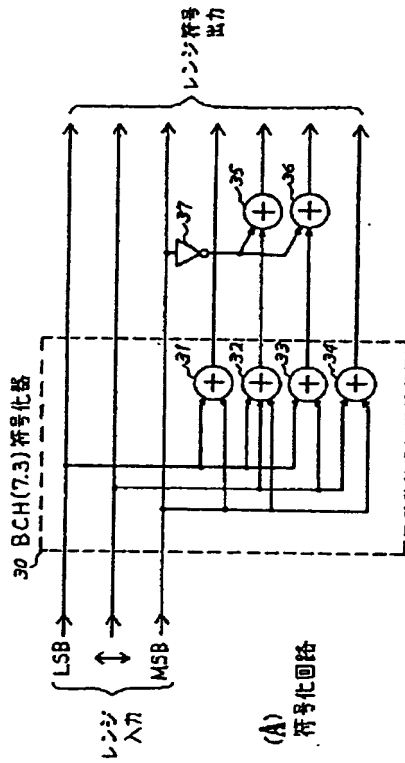 30 BCH(7.3)符号化器
レンジ
入力
LSB
MSB
31
32
33
34
37
35
36
レンジ符号
出力
(A)
符号化回路